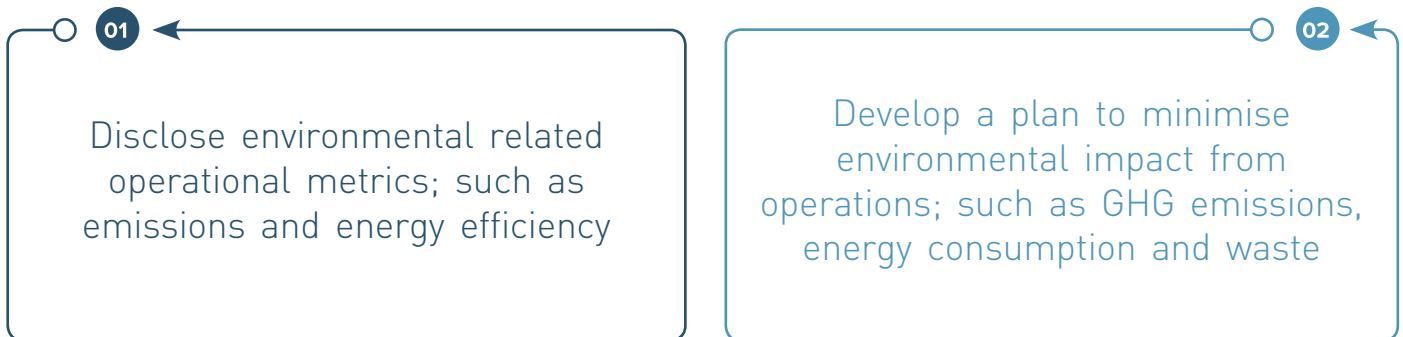 01
Disclose environmental related
operational metrics; such as
emissions and energy efficiency
02
Develop a plan to minimise
environmental impact from
operations; such as GHG emissions,
energy consumption and waste